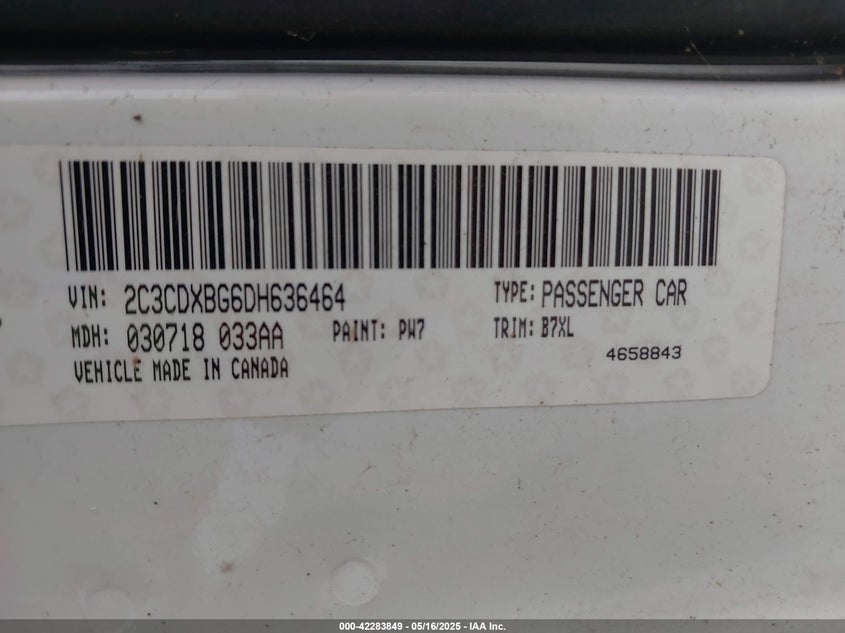 VIN: 2C3CDXBG6DH636464 TYPE: PASSENGER CAR
MDH: 030718 033AA PAINT: PW7 TRIM: B7XL
VEHICLE MADE IN CANADA 4658843
000-42283849 - 05/16/2025 - IAA Inc.